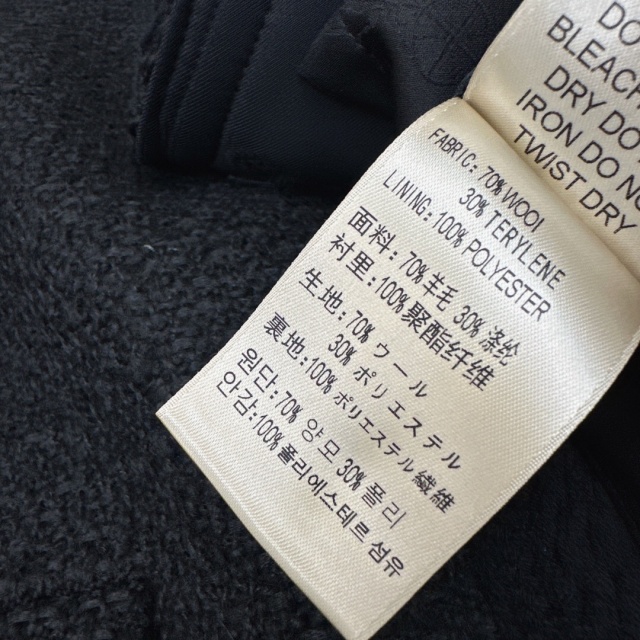 DO
BLEACH
DRY DO
IRON DO NO
TWIST DRY
FABRIC: 70% WOOl
30% TERYLENE
LINING: 100% POLYESTER
面料: 70% 羊毛 30% 涤纶
衬里: 100%聚酯纤维
生地: 70% ウール
30% ポリエステル
裏地: 100% ポリエステル繊維
원단: 70% 양모 30% 폴리
안감: 100%폴리에스테르 섬유